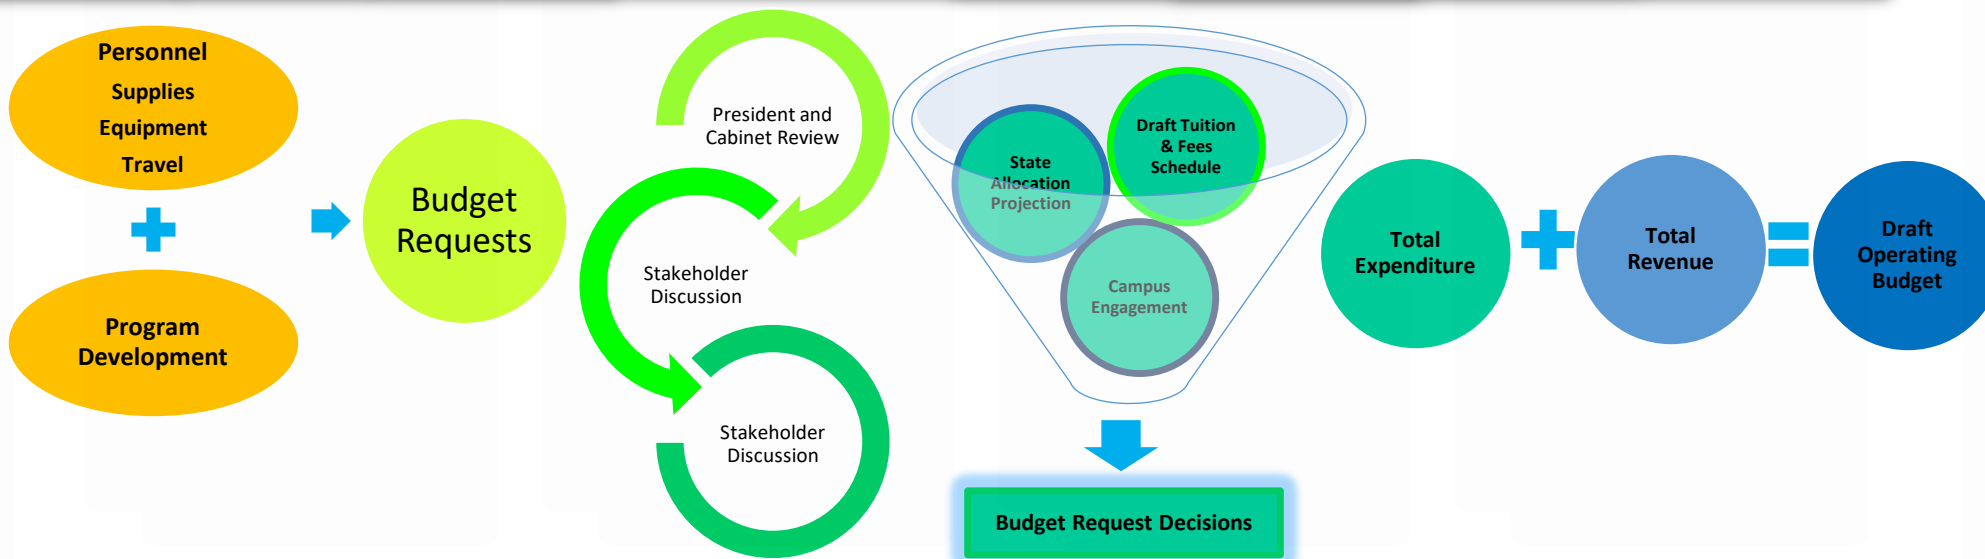 Personnel
Supplies
Equipment
Travel
Program
Development
Budget
Requests
President and
Cabinet Review
Stakeholder
Discussion
Stakeholder
Discussion
State
Allocation
Projection
Draft Tuition
& Fees
Schedule
Campus
Engagement
Budget Request Decisions
Total
Expenditure
Total
Revenue
Draft
Operating
Budget